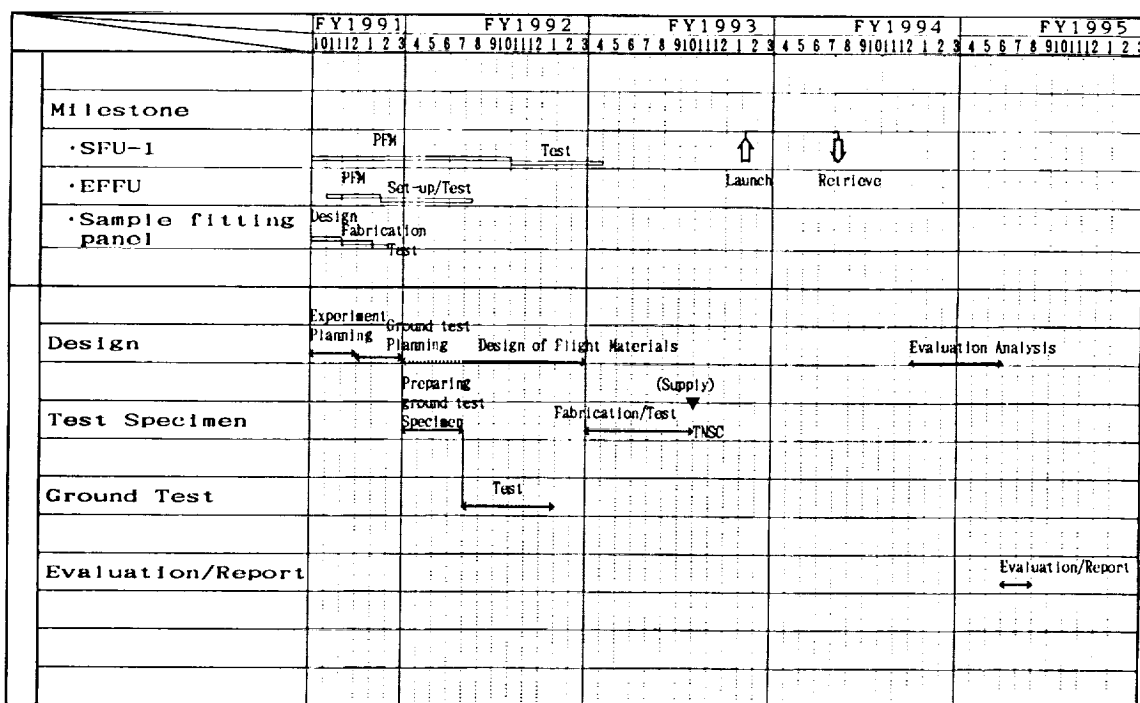 FY1991 FY1992 FY1993 FY1994 FY1995
10 11 12 1 2 3 4 5 6 7 8 9 10 11 12 1 2 3 4 5 6 7 8 9 10 11 12 1 2 3 4 5 6 7 8 9 10 11 12 1 2 3 4 5 6 7 8 9 10 11 12 1 2 3
Milestone
・SFU-1 PFM Test
Launch Retrieve
・EFFU PFM Set-up/Test
・Sample fitting panel Design
Fabrication
Test
Experiment
Planning
Ground test
Planning
Design Design of Flight Materials Evaluation Analysis
Preparing
ground test
Specimen
(Supply)
Test Specimen Fabrication/Test
TNSC
Ground Test Test
Evaluation/Report Evaluation/Report